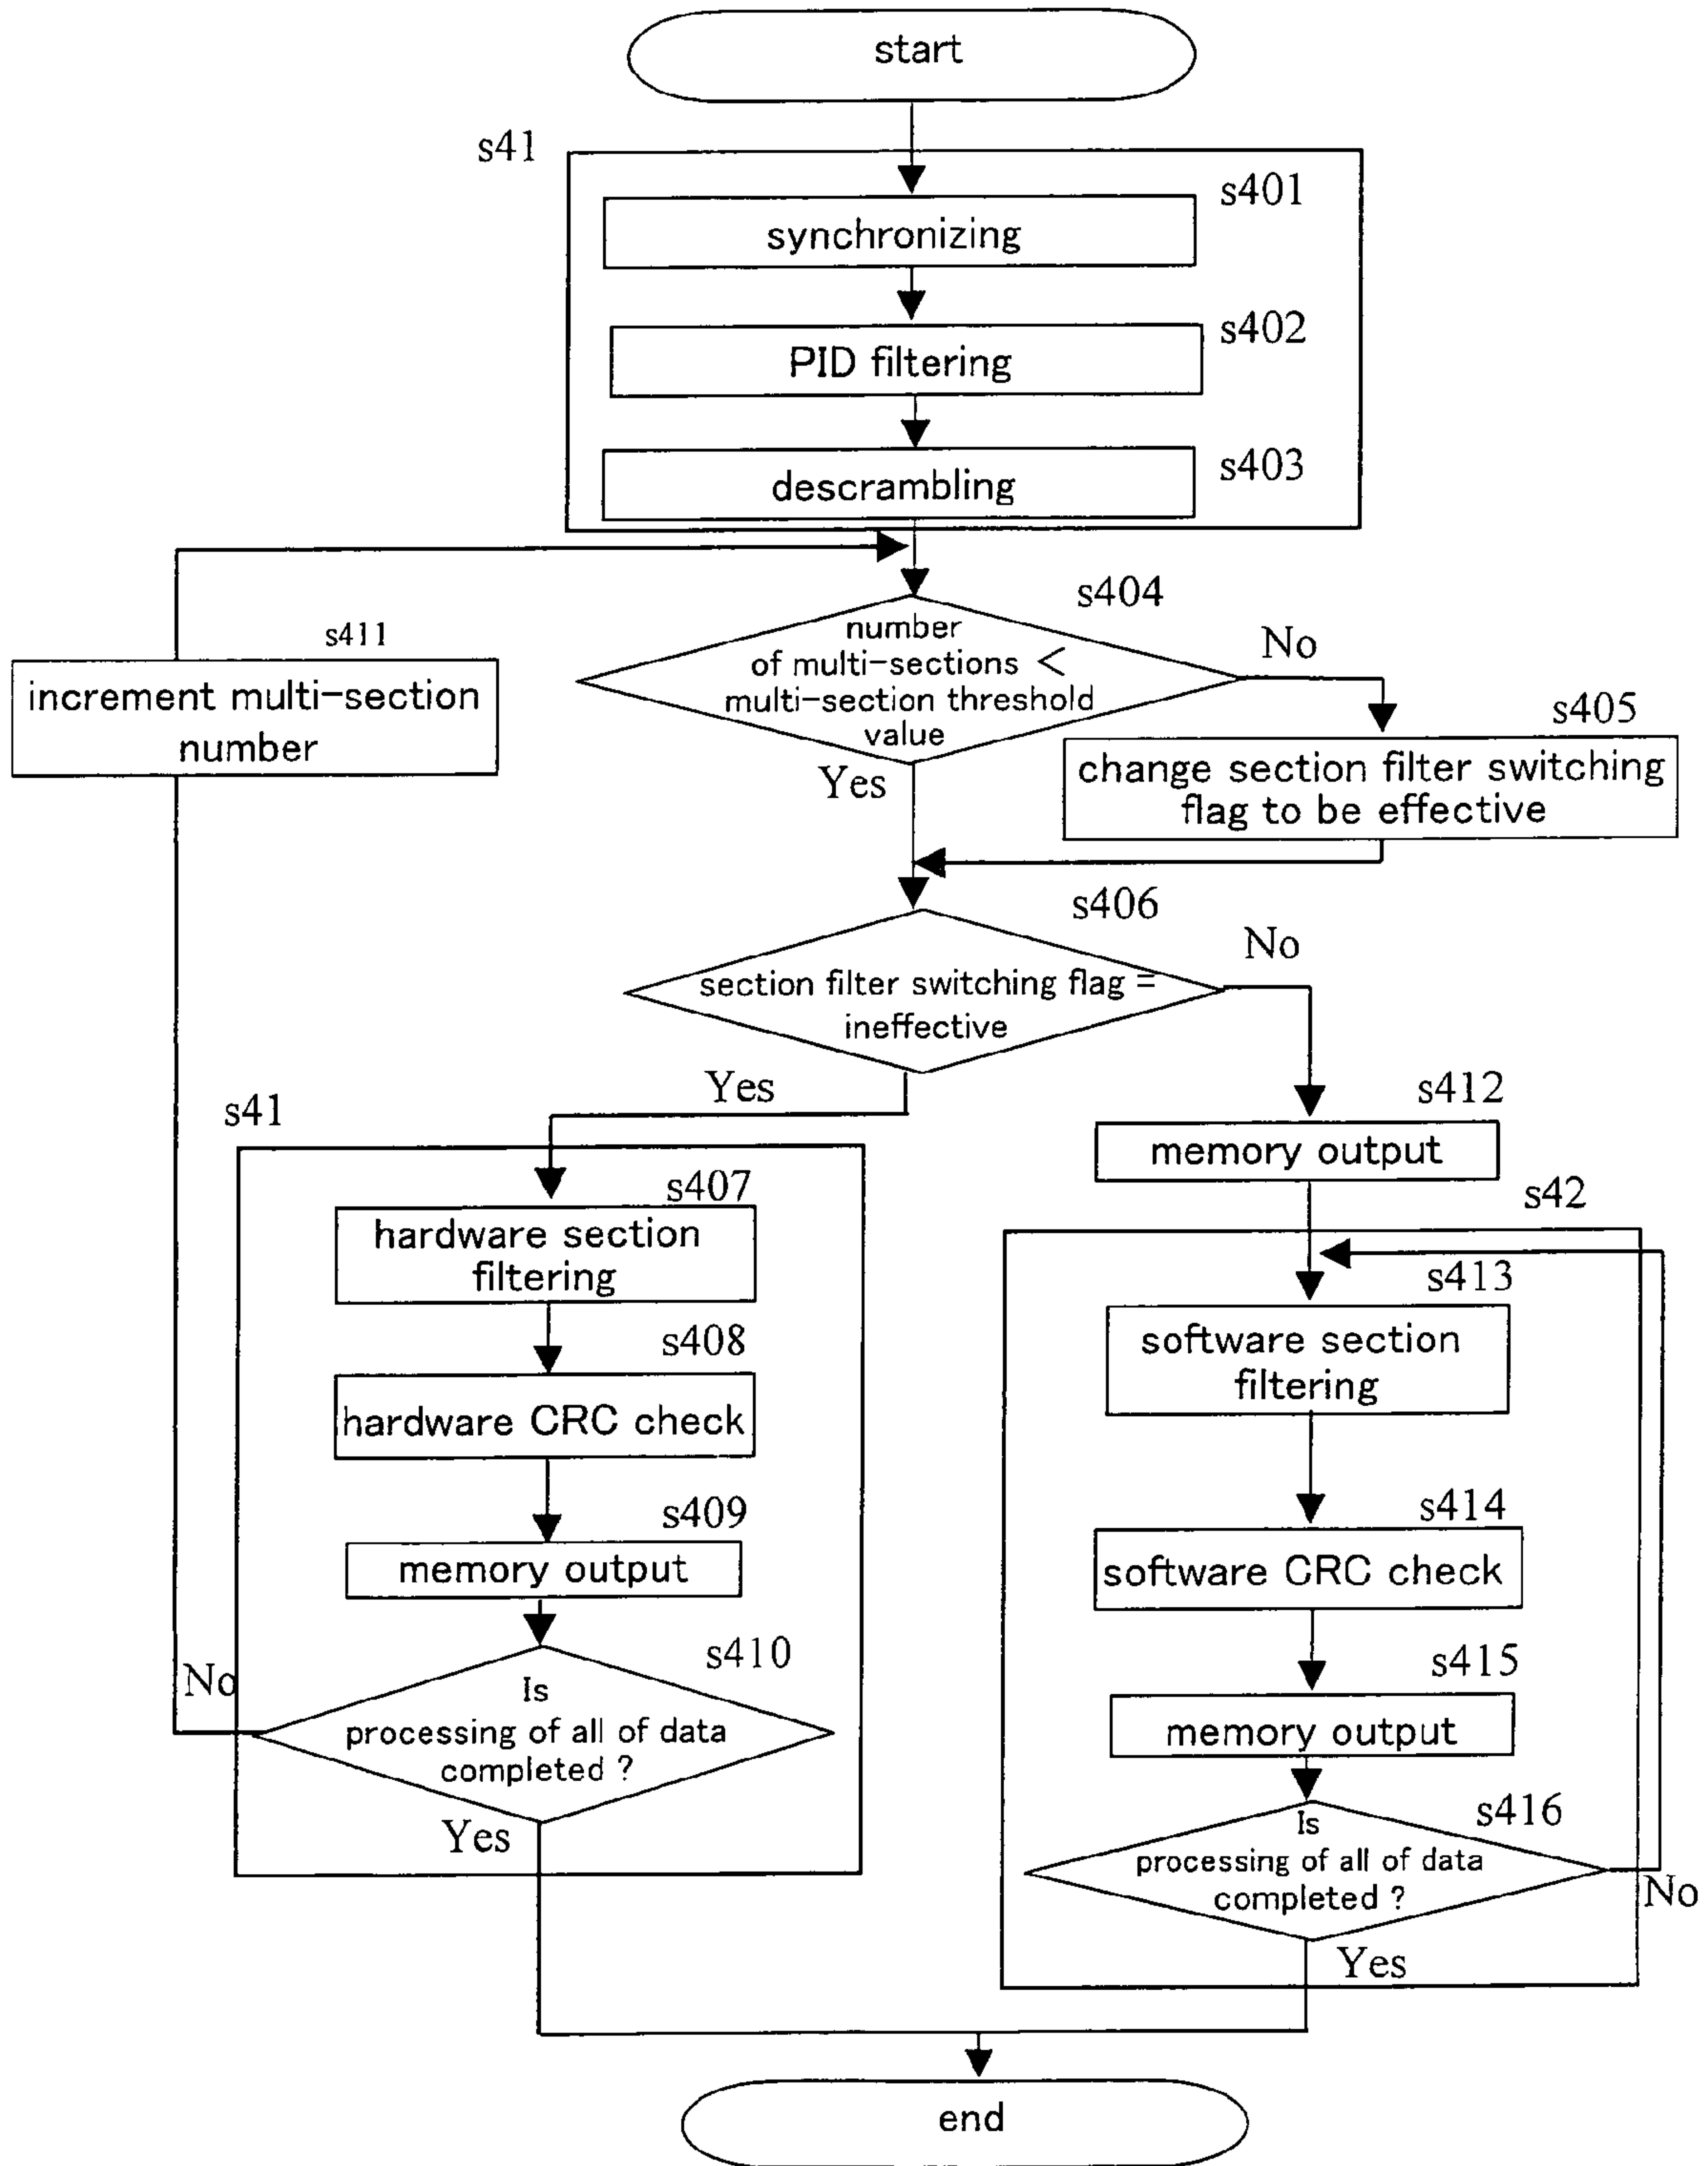 start
s41
s401
synchronizing
s402
PID filtering
s403
descrambling
s404
number
of multi-sections <
multi-section threshold
value
No
Yes
s411
increment multi-section
number
s405
change section filter switching
flag to be effective
s406
section filter switching flag =
ineffective
No
Yes
s41
s407
hardware section
filtering
s408
hardware CRC check
s409
memory output
s410
Is
processing of all of data
completed ?
No
Yes
s412
memory output
s42
s413
software section
filtering
s414
software CRC check
s415
memory output
s416
Is
processing of all of data
completed ?
No
Yes
end